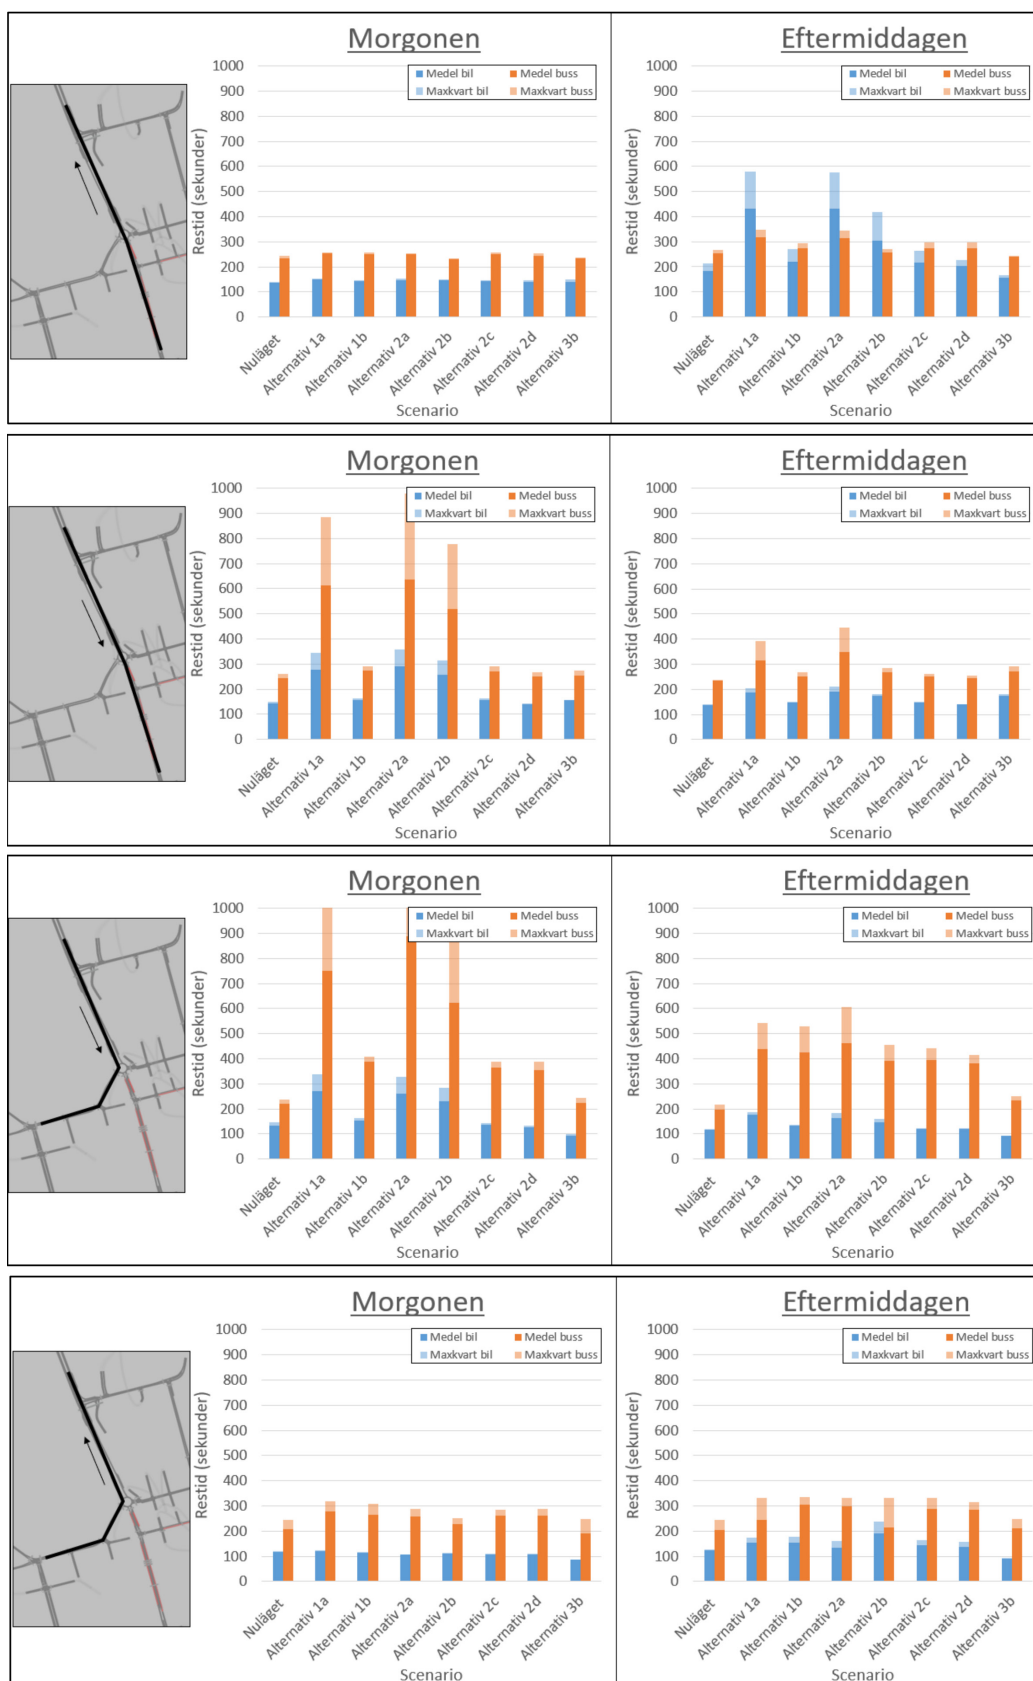 Morgonen
Medel bil
Medel buss
Maxkvart bil
Maxkvart buss
Restid (sekunder)
1000
900
800
700
600
500
400
300
200
100
0
Nuläget
Alternativ 1a
Alternativ 1b
Alternativ 2a
Alternativ 2b
Alternativ 2c
Alternativ 2d
Alternativ 3b
Scenario
Eftermiddagen
Medel bil
Medel buss
Maxkvart bil
Maxkvart buss
Restid (sekunder)
1000
900
800
700
600
500
400
300
200
100
0
Nuläget
Alternativ 1a
Alternativ 1b
Alternativ 2a
Alternativ 2b
Alternativ 2c
Alternativ 2d
Alternativ 3b
Scenario
Morgonen
Medel bil
Medel buss
Maxkvart bil
Maxkvart buss
Restid (sekunder)
1000
900
800
700
600
500
400
300
200
100
0
Nuläget
Alternativ 1a
Alternativ 1b
Alternativ 2a
Alternativ 2b
Alternativ 2c
Alternativ 2d
Alternativ 3b
Scenario
Eftermiddagen
Medel bil
Medel buss
Maxkvart bil
Maxkvart buss
Restid (sekunder)
1000
900
800
700
600
500
400
300
200
100
0
Nuläget
Alternativ 1a
Alternativ 1b
Alternativ 2a
Alternativ 2b
Alternativ 2c
Alternativ 2d
Alternativ 3b
Scenario
Morgonen
Medel bil
Medel buss
Maxkvart bil
Maxkvart buss
Restid (sekunder)
1000
900
800
700
600
500
400
300
200
100
0
Nuläget
Alternativ 1a
Alternativ 1b
Alternativ 2a
Alternativ 2b
Alternativ 2c
Alternativ 2d
Alternativ 3b
Scenario
Eftermiddagen
Medel bil
Medel buss
Maxkvart bil
Maxkvart buss
Restid (sekunder)
1000
900
800
700
600
500
400
300
200
100
0
Nuläget
Alternativ 1a
Alternativ 1b
Alternativ 2a
Alternativ 2b
Alternativ 2c
Alternativ 2d
Alternativ 3b
Scenario
Morgonen
Medel bil
Medel buss
Maxkvart bil
Maxkvart buss
Restid (sekunder)
1000
900
800
700
600
500
400
300
200
100
0
Nuläget
Alternativ 1a
Alternativ 1b
Alternativ 2a
Alternativ 2b
Alternativ 2c
Alternativ 2d
Alternativ 3b
Scenario
Eftermiddagen
Medel bil
Medel buss
Maxkvart bil
Maxkvart buss
Restid (sekunder)
1000
900
800
700
600
500
400
300
200
100
0
Nuläget
Alternativ 1a
Alternativ 1b
Alternativ 2a
Alternativ 2b
Alternativ 2c
Alternativ 2d
Alternativ 3b
Scenario